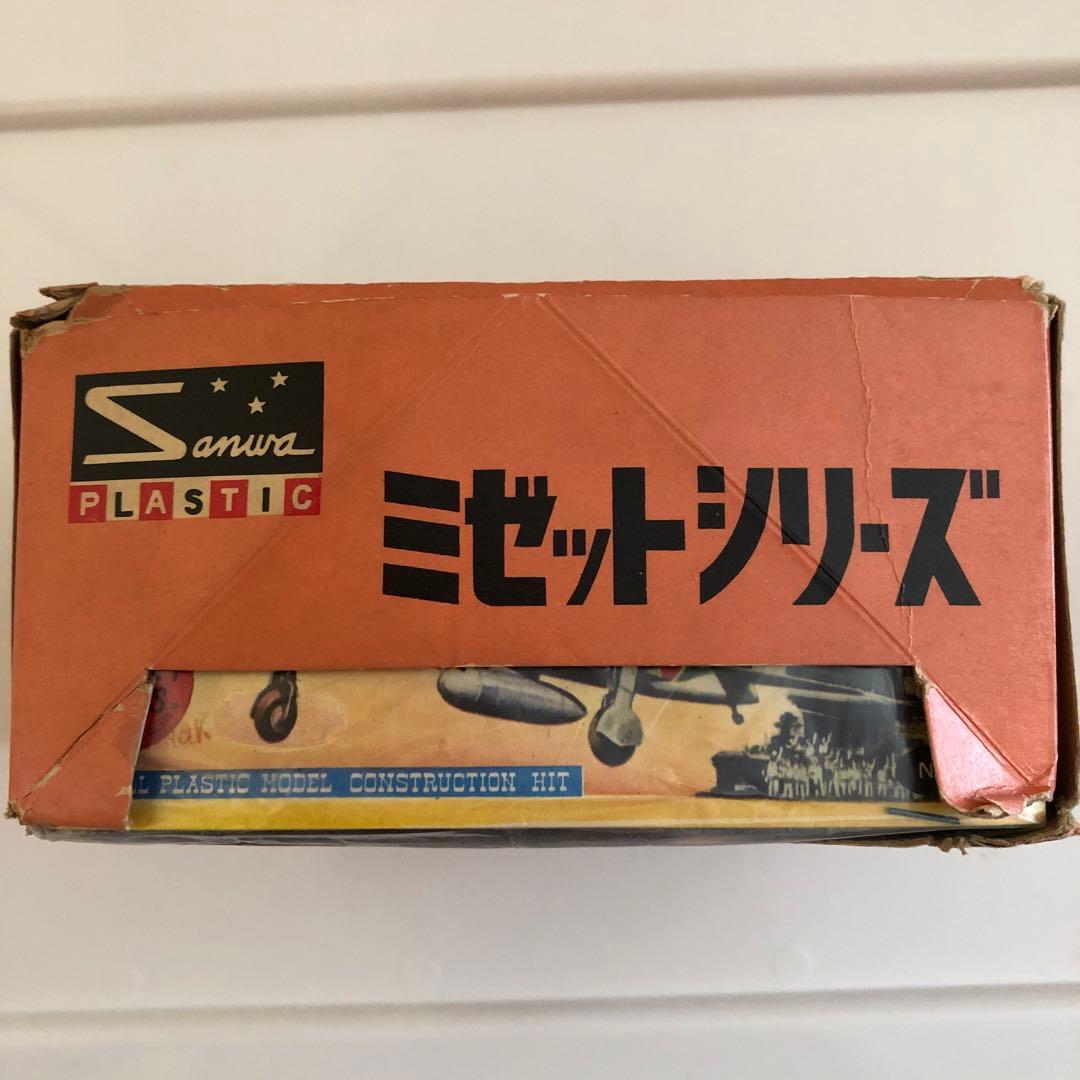 Sanwa
PLASTIC
ミゼットシリーズ
PLASTIC MODEL CONSTRUCTION HIT
N